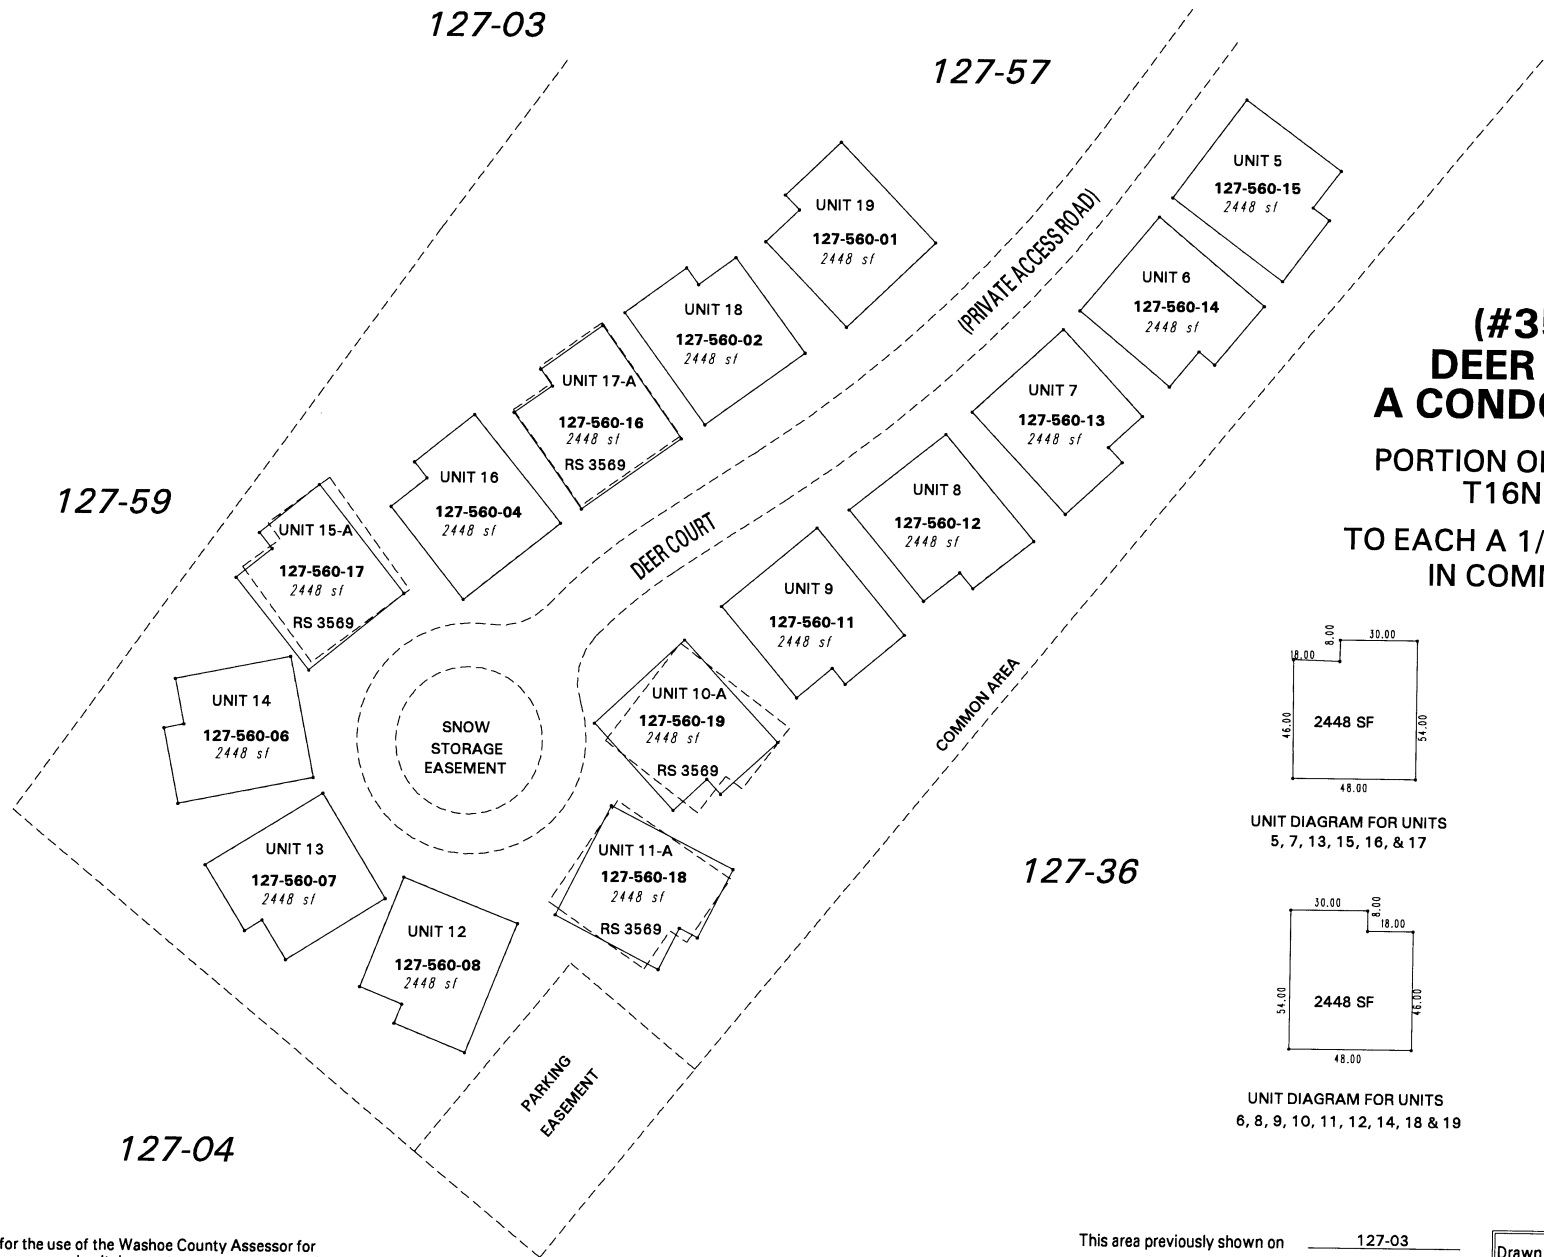 127-03
127-57
UNIT 5
127-560-15
2448 sf
UNIT 19
127-560-01
2448 sf
(PRIVATE ACCESS ROAD)
UNIT 6
127-560-14
2448 sf
UNIT 18
127-560-02
2448 sf
(#35
DEER
A CONDO
PORTION OF
T16N
TO EACH A 1/
IN COMM
UNIT 17-A
127-560-16
2448 sf
RS 3569
UNIT 7
127-560-13
2448 sf
127-59
UNIT 16
127-560-04
2448 sf
UNIT 8
127-560-12
2448 sf
UNIT 15-A
127-560-17
2448 sf
RS 3569
DEER COURT
UNIT 9
127-560-11
2448 sf
UNIT 14
127-560-06
2448 sf
SNOW
STORAGE
EASEMENT
UNIT 10-A
127-560-19
2448 sf
RS 3569
COMMON AREA
30.00
8.00
18.00
46.00
2448 SF
54.00
48.00
UNIT DIAGRAM FOR UNITS
5, 7, 13, 15, 16, & 17
UNIT 13
127-560-07
2448 sf
UNIT 11-A
127-560-18
2448 sf
RS 3569
127-36
UNIT 12
127-560-08
2448 sf
30.00
8.00
18.00
54.00
2448 SF
46.00
48.00
UNIT DIAGRAM FOR UNITS
6, 8, 9, 10, 11, 12, 14, 18 & 19
PARKING
EASEMENT
127-04
for the use of the Washoe County Assessor for
This area previously shown on 127-03
Drawn